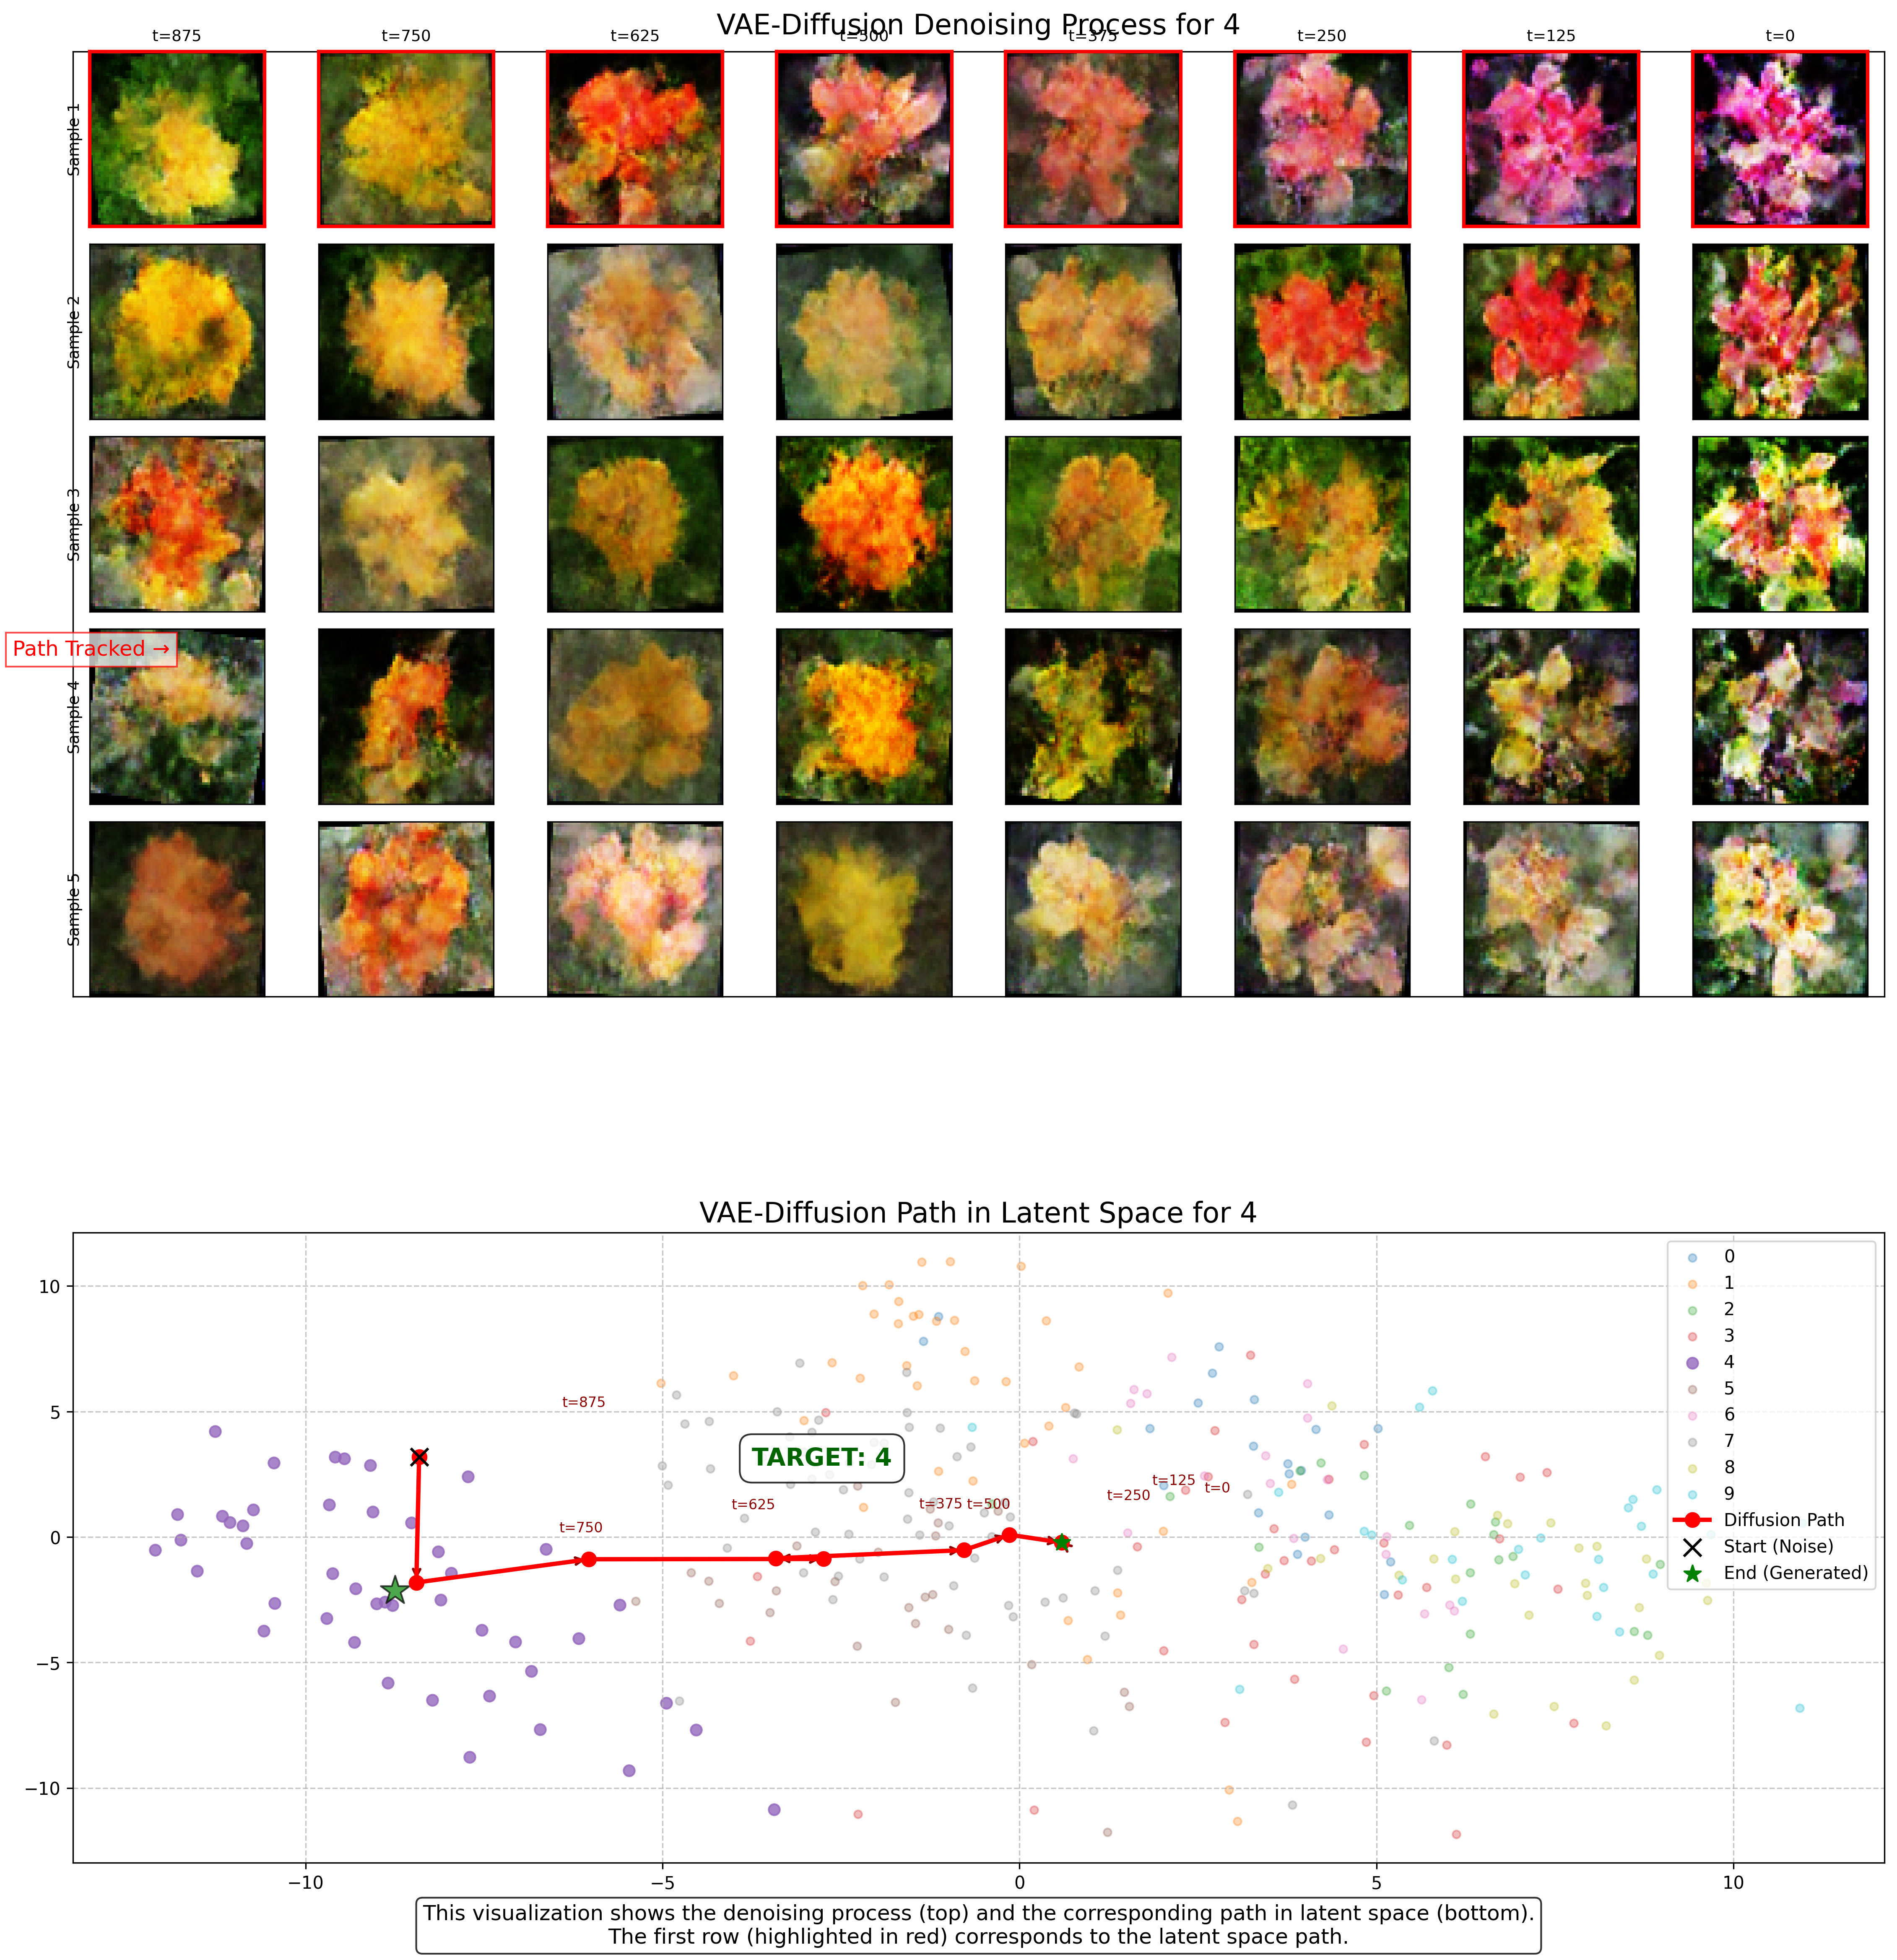 VAE-Diffusion Denoising Process for 4
t=875 t=750 t=625 t=500 t=375 t=250 t=125 t=0
Sample 1
Sample 2
Sample 3
Path Tracked →
Sample 4
Sample 5
VAE-Diffusion Path in Latent Space for 4
10
5
0
−5
−10
−10 −5 0 5 10
t=875
TARGET: 4
t=750
t=625
t=375 t=500
t=250
t=125
t=0
0
1
2
3
4
5
6
7
8
9
Diffusion Path
Start (Noise)
End (Generated)
This visualization shows the denoising process (top) and the corresponding path in latent space (bottom).
The first row (highlighted in red) corresponds to the latent space path.